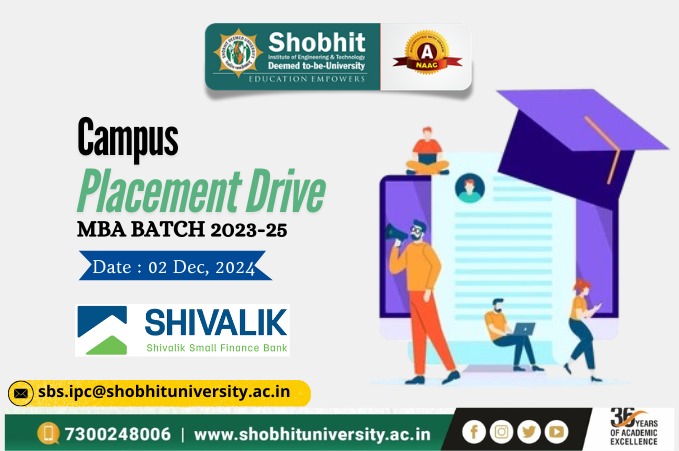 Shobhit
Institute of Engineering & Technology
Deemed to-be-University
EDUCATION EMPOWERS
A
NAAC
Campus
Placement Drive
MBA BATCH 2023-25
Date : 02 Dec, 2024
SHIVALIK
Shivalik Small Finance Bank
sbs.ipc@shobhituniversity.ac.in
7300248006 | www.shobhituniversity.ac.in
36 YEARS
OF ACADEMIC
EXCELLENCE